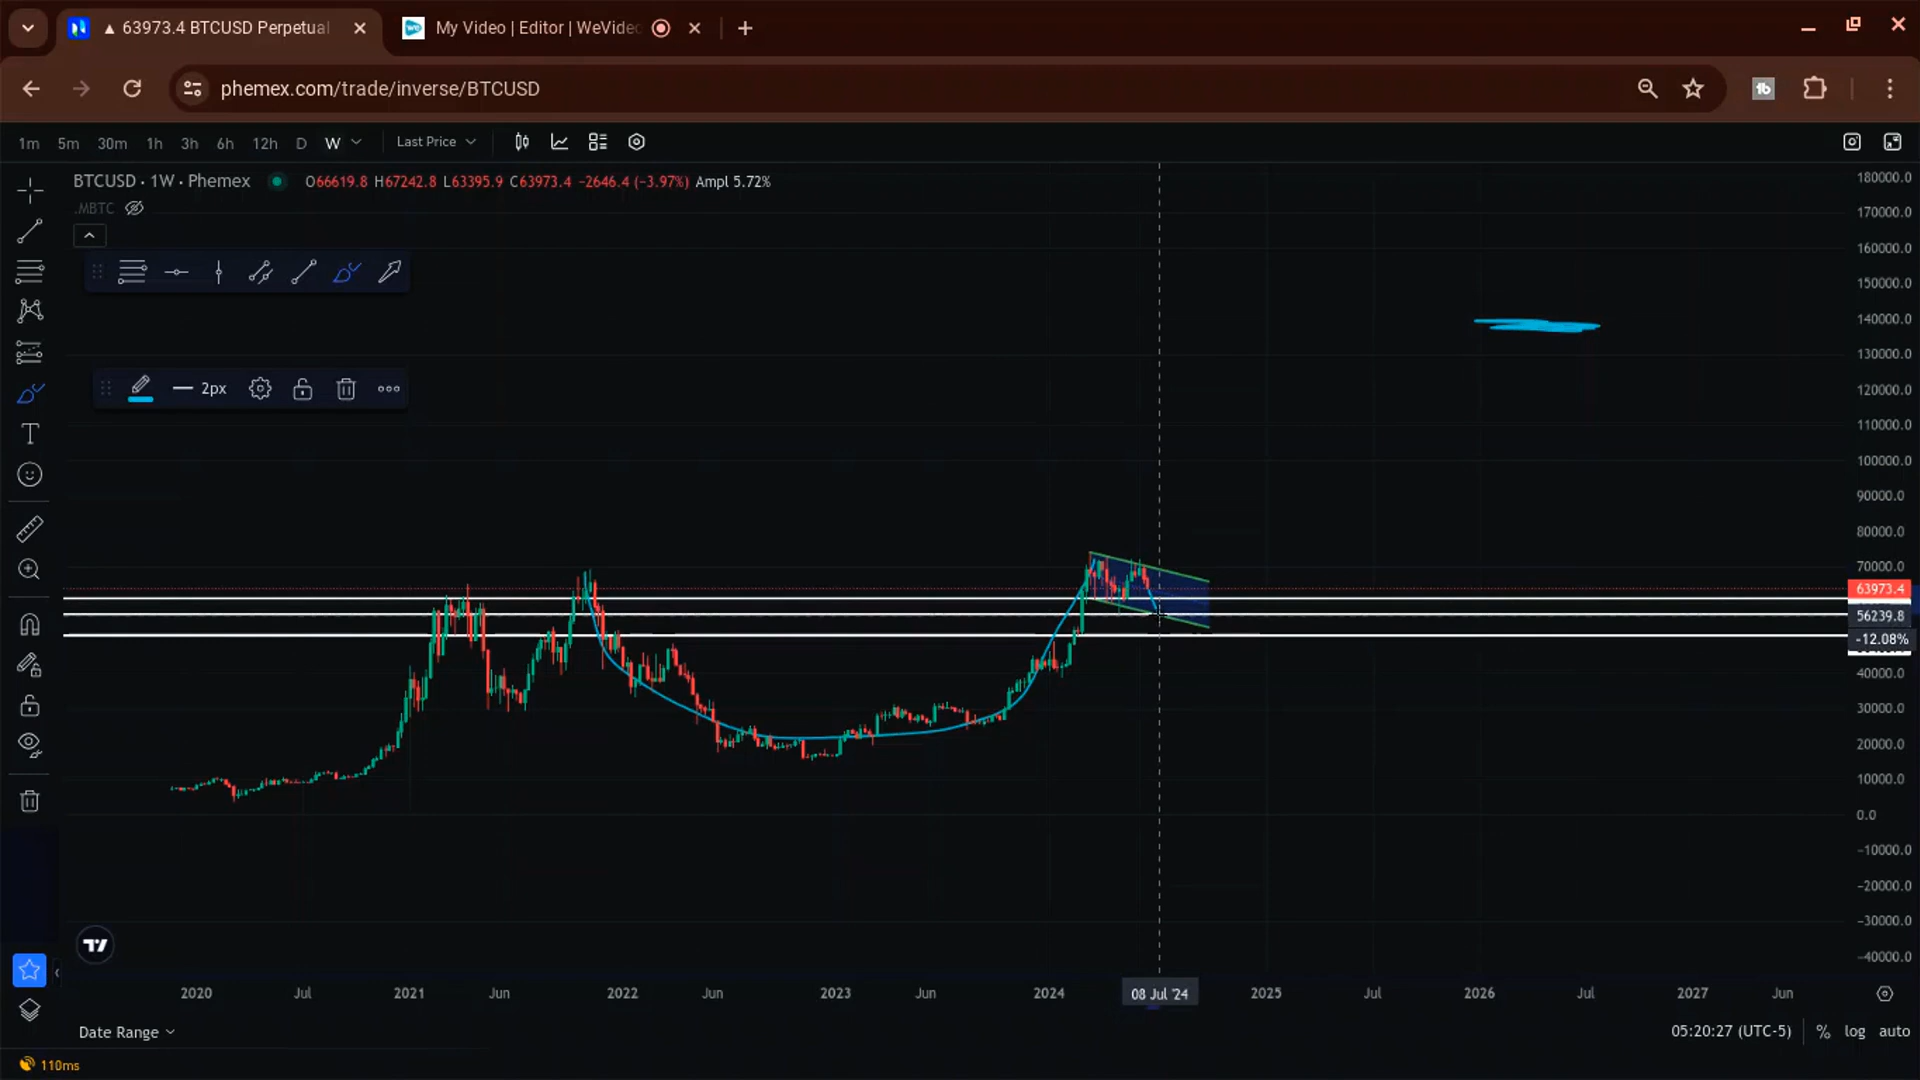 ▲ 63973.4 BTCUSD Perpetual
My Video | Editor | WeVide
phemex.com/trade/inverse/BTCUSD
1m 5m 30m 1h 3h 6h 12h D W Last Price
BTCUSD · 1W · Phemex O66619.8 H67242.8 L63395.9 C63973.4 −2646.4 (−3.97%) Ampl 5.72%
.MBTC
2px
180000.0
170000.0
160000.0
150000.0
140000.0
130000.0
120000.0
110000.0
100000.0
90000.0
80000.0
70000.0
63973.4
56239.8
-12.08%
40000.0
30000.0
20000.0
10000.0
0.0
−10000.0
−20000.0
−30000.0
−40000.0
2020 Jul 2021 Jun 2022 Jun 2023 Jun 2024 08 Jul '24 2025 Jul 2026 Jul 2027 Jun
Date Range 05:20:27 (UTC-5) % log auto
110ms